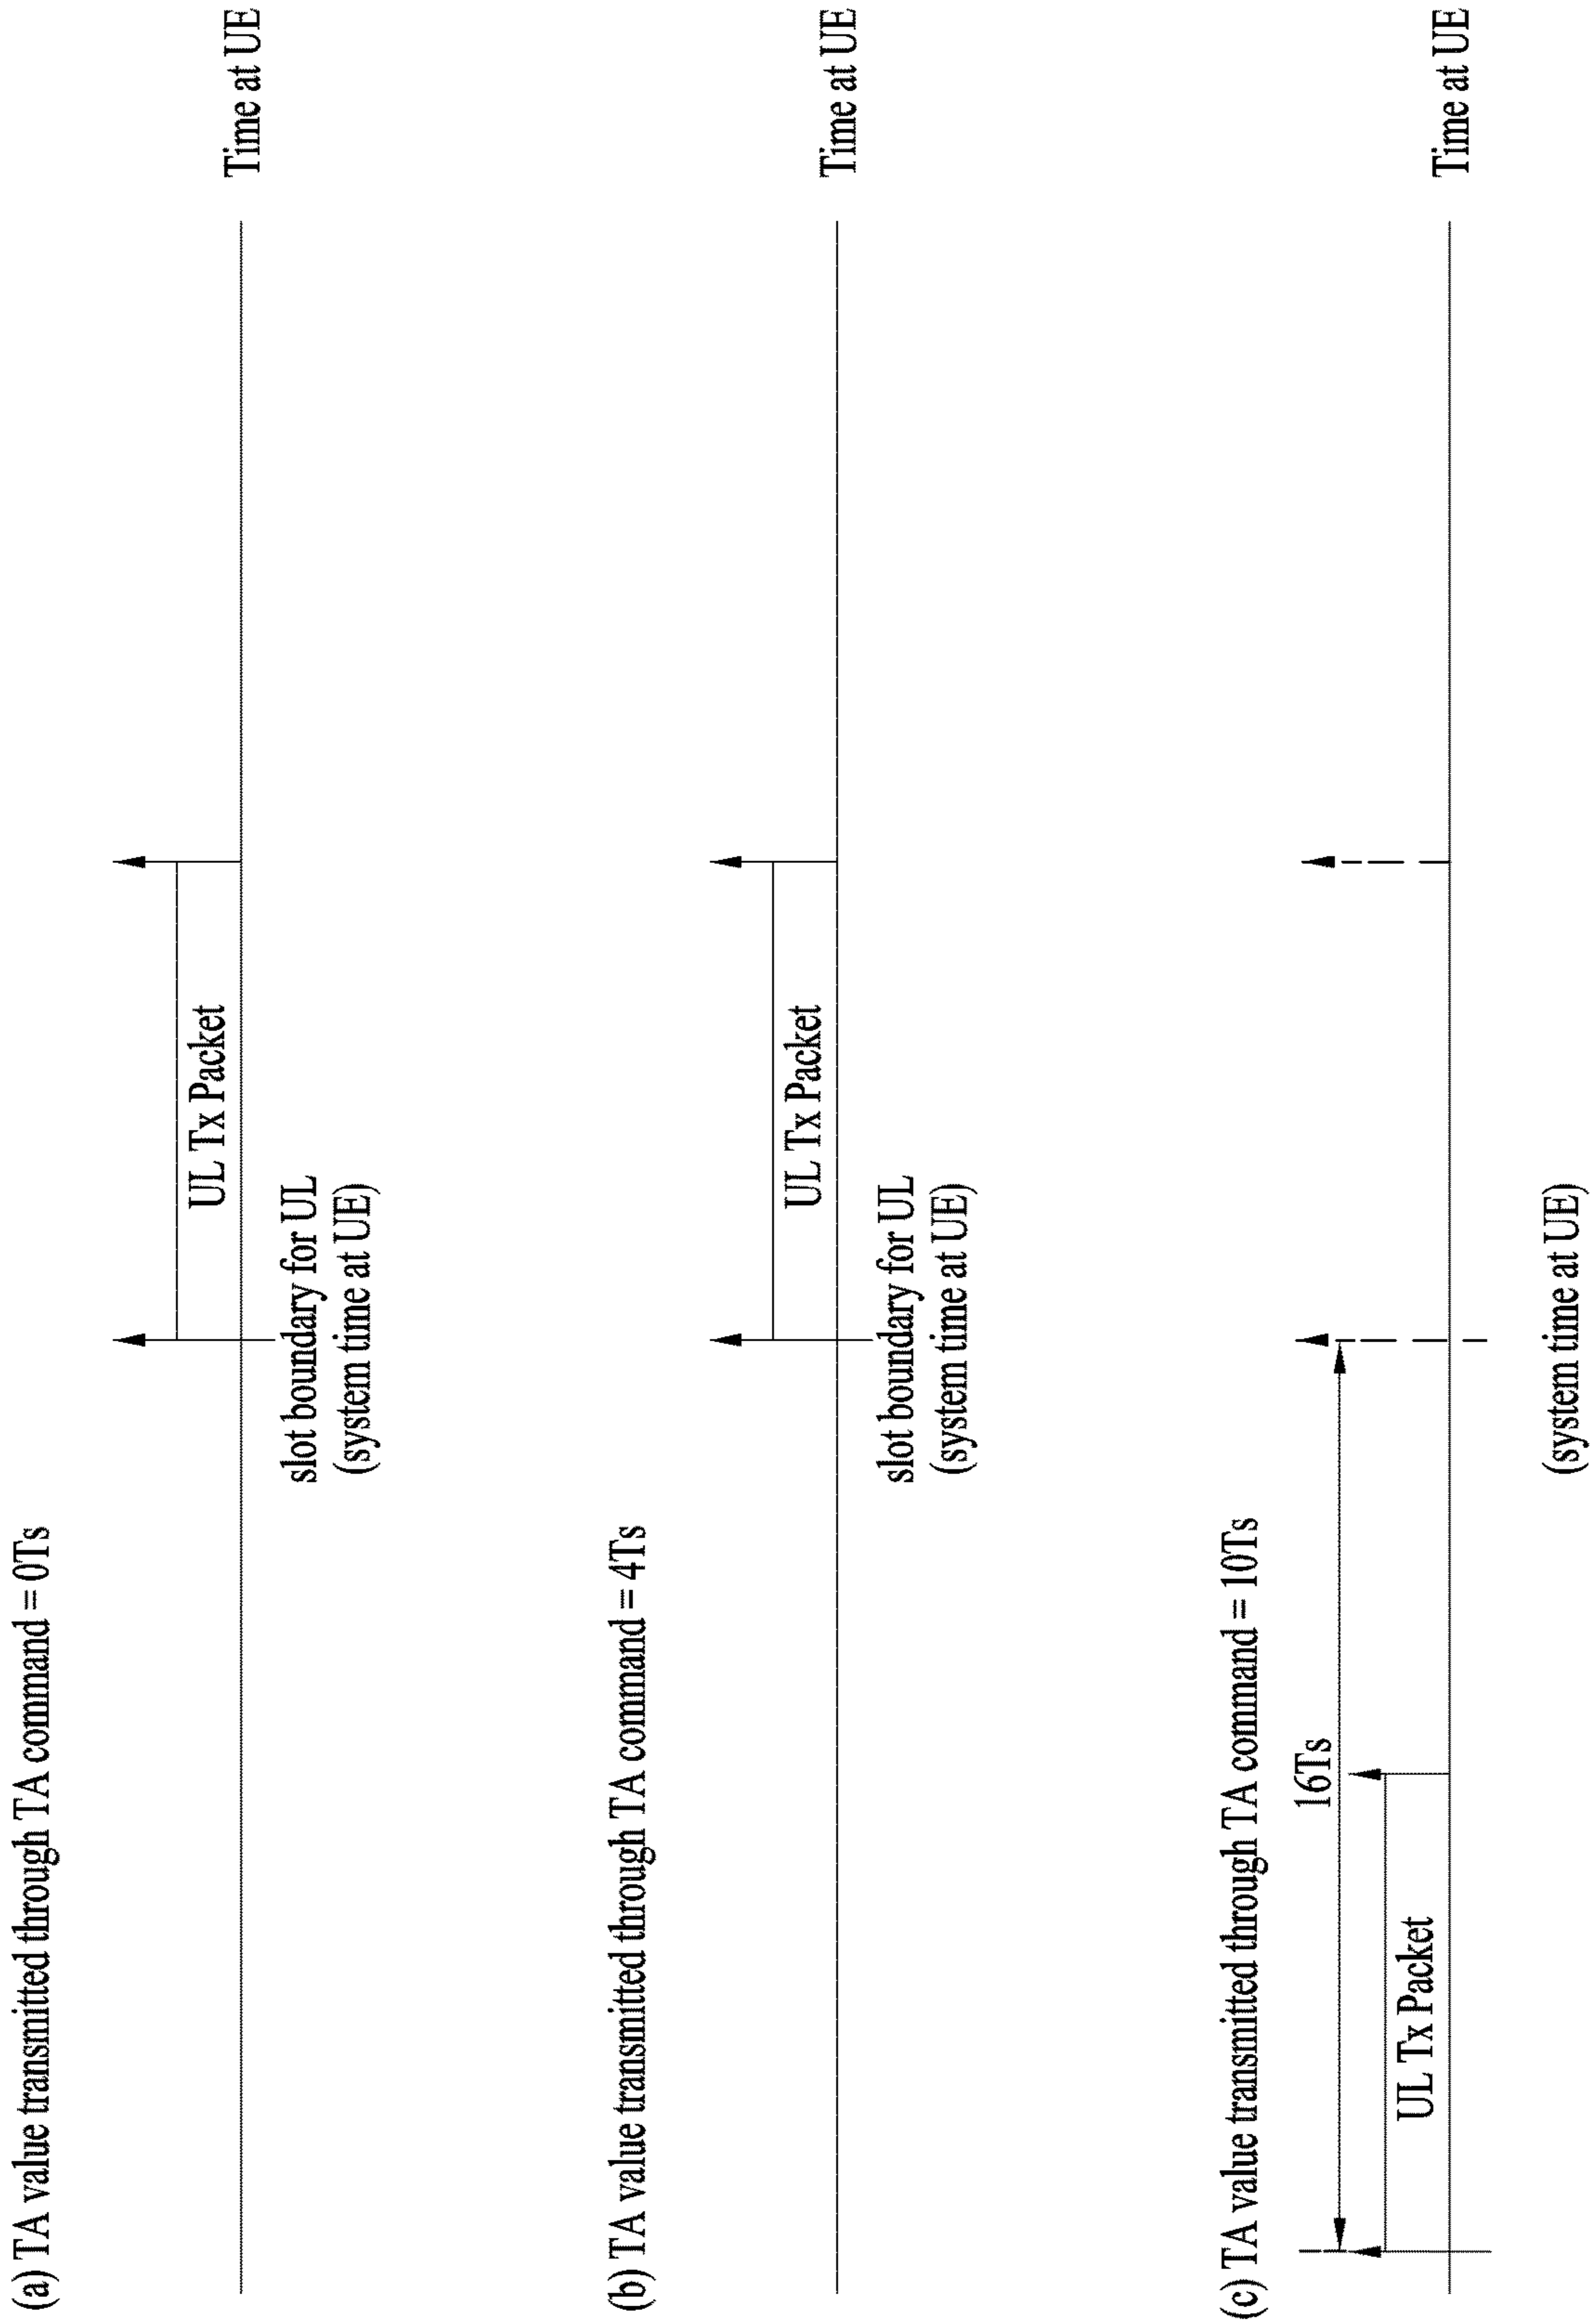 (a) TA value transmitted through TA command = 0Ts
UL Tx Packet
Time at UE
slot boundary for UL
(system time at UE)
(b) TA value transmitted through TA command = 4Ts
UL Tx Packet
Time at UE
slot boundary for UL
(system time at UE)
(c) TA value transmitted through TA command = 10Ts
16Ts
UL Tx Packet
Time at UE
(system time at UE)